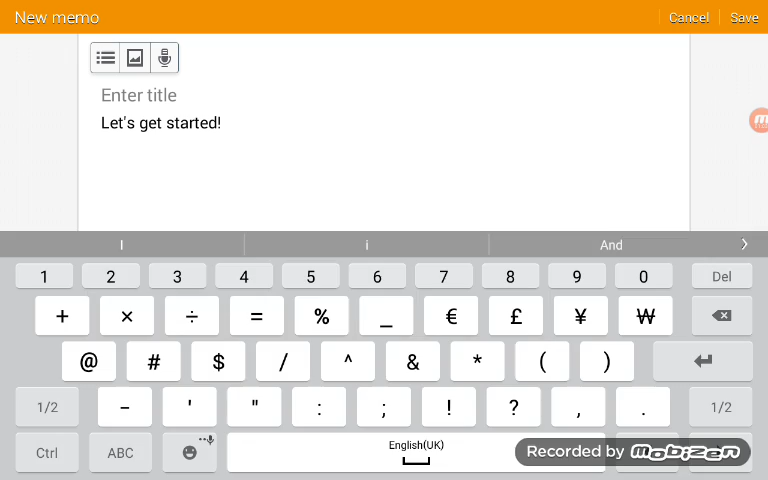 New memo Cancel Save
Enter title
Let's get started!
I i And
1 2 3 4 5 6 7 8 9 0 Del
+ × ÷ = % _ € £ ¥ ₩
@ # $ / ^ & * ( )
1/2 - ' " : ; ! ? , . 1/2
Ctrl ABC English(UK)
Recorded by Mobizen